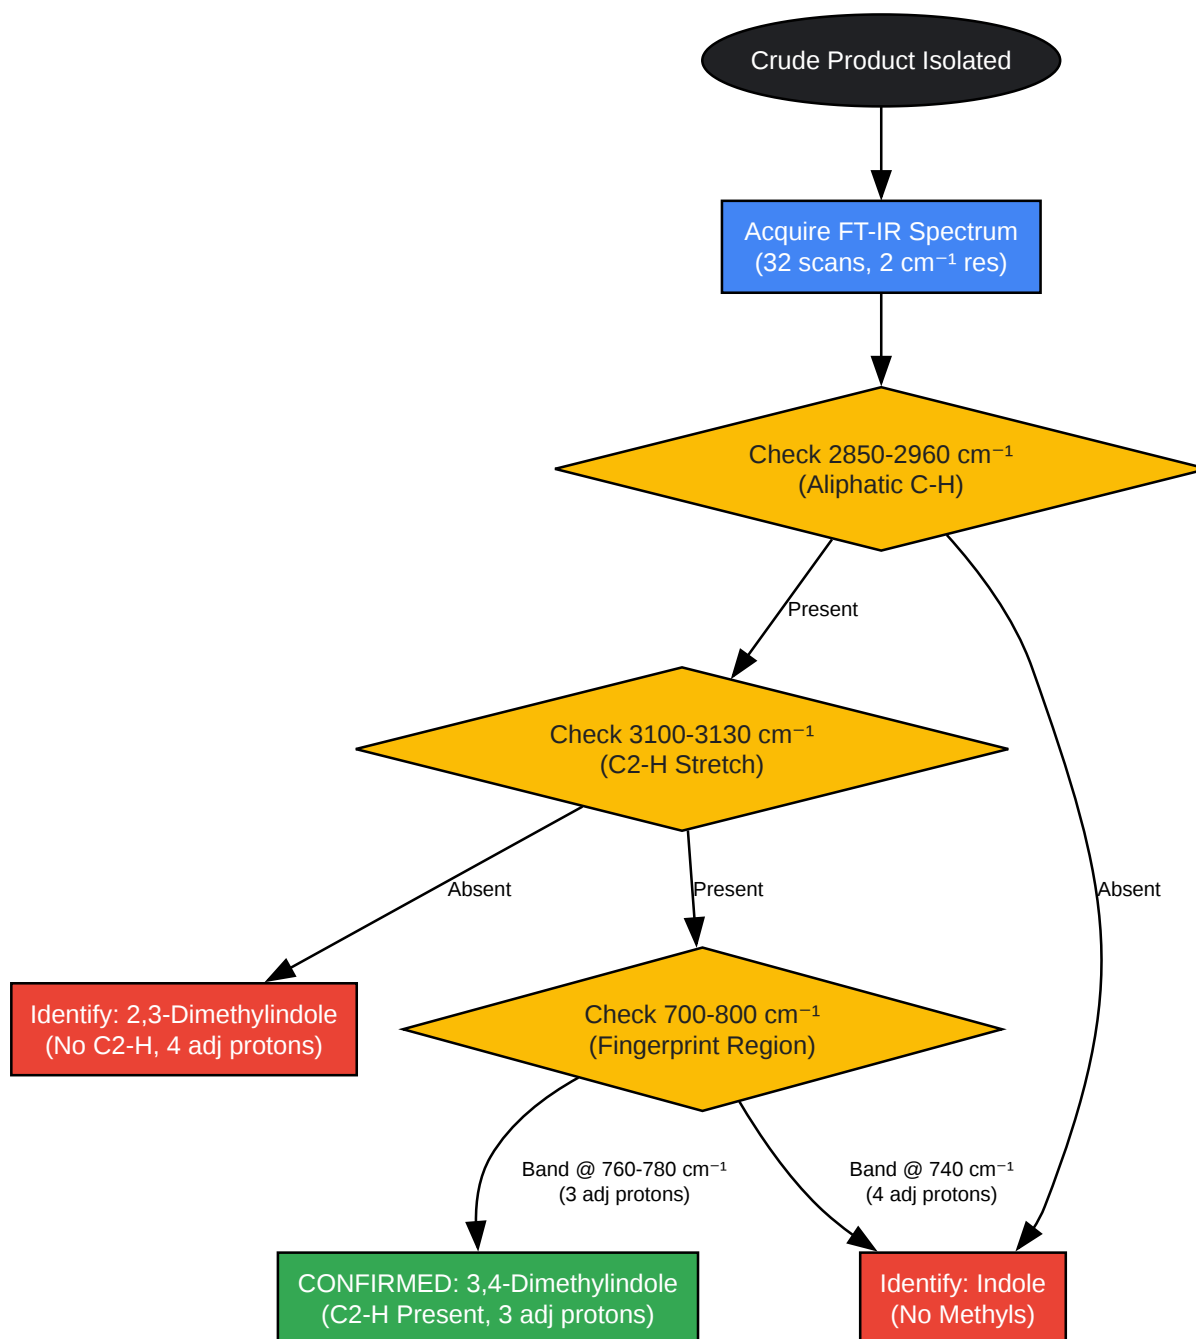 Crude Product Isolated
Acquire FT-IR Spectrum
(32 scans, 2 cm⁻¹ res)
Check 2850-2960 cm⁻¹
(Aliphatic C-H)
Present
Check 3100-3130 cm⁻¹
(C2-H Stretch)
Absent
Present
Absent
Identify: 2,3-Dimethylindole
(No C2-H, 4 adj protons)
Check 700-800 cm⁻¹
(Fingerprint Region)
Band @ 760-780 cm⁻¹
(3 adj protons)
Band @ 740 cm⁻¹
(4 adj protons)
CONFIRMED: 3,4-Dimethylindole
(C2-H Present, 3 adj protons)
Identify: Indole
(No Methyls)